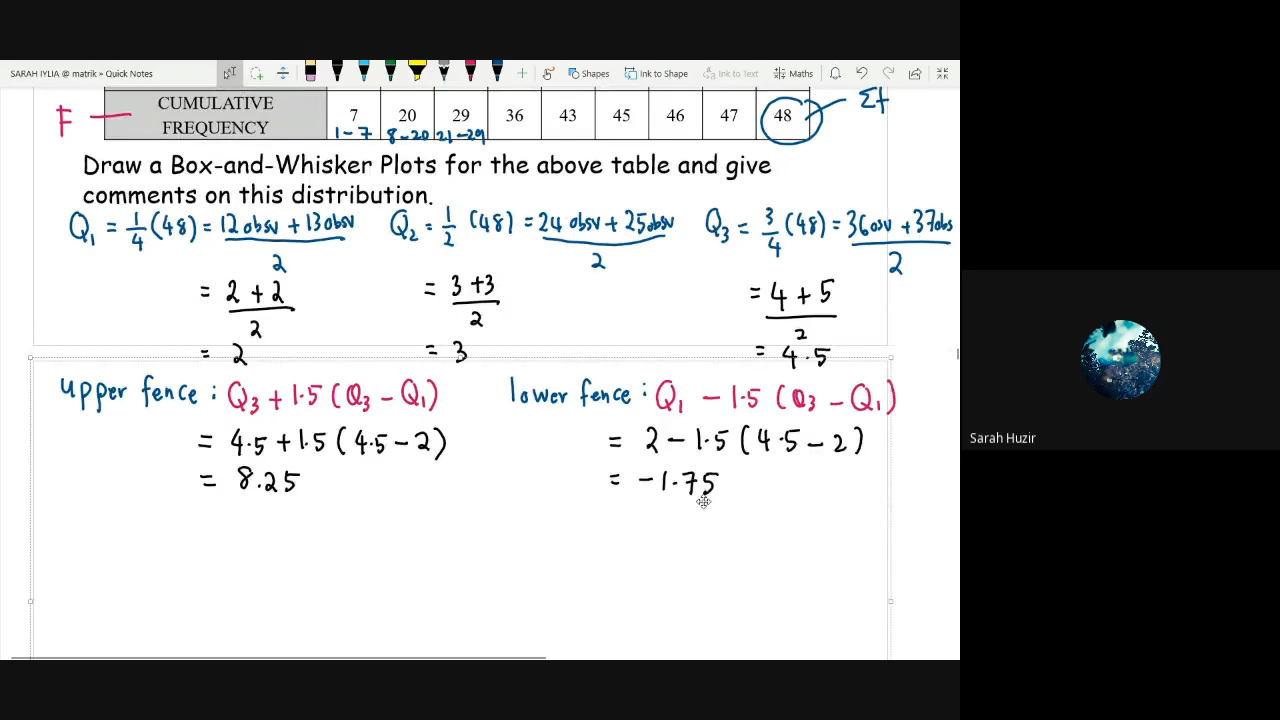 SARAH IYLIA @ matrik » Quick Notes
Shapes Ink to Shape Ink to Text Maths
F — CUMULATIVE FREQUENCY 7 20 29 36 43 45 46 47 48 Σf
1-7 8-20 21-29
Draw a Box-and-Whisker Plots for the above table and give
comments on this distribution.
Q₁ = 1/4 (48) = (12 obsv + 13 obsv)/2 Q₂ = 1/2 (48) = (24 obsv + 25 obsv)/2 Q₃ = 3/4 (48) = (36 osv + 37 obs)/2
= (2 + 2)/2 = (3 + 3)/2 = (4 + 5)/2
= 2 = 3 = 4.5
upper fence : Q₃ + 1.5 (Q₃ - Q₁) lower fence : Q₁ - 1.5 (Q₃ - Q₁)
= 4.5 + 1.5 (4.5 - 2) = 2 - 1.5 (4.5 - 2)
= 8.25 = -1.75
Sarah Huzir